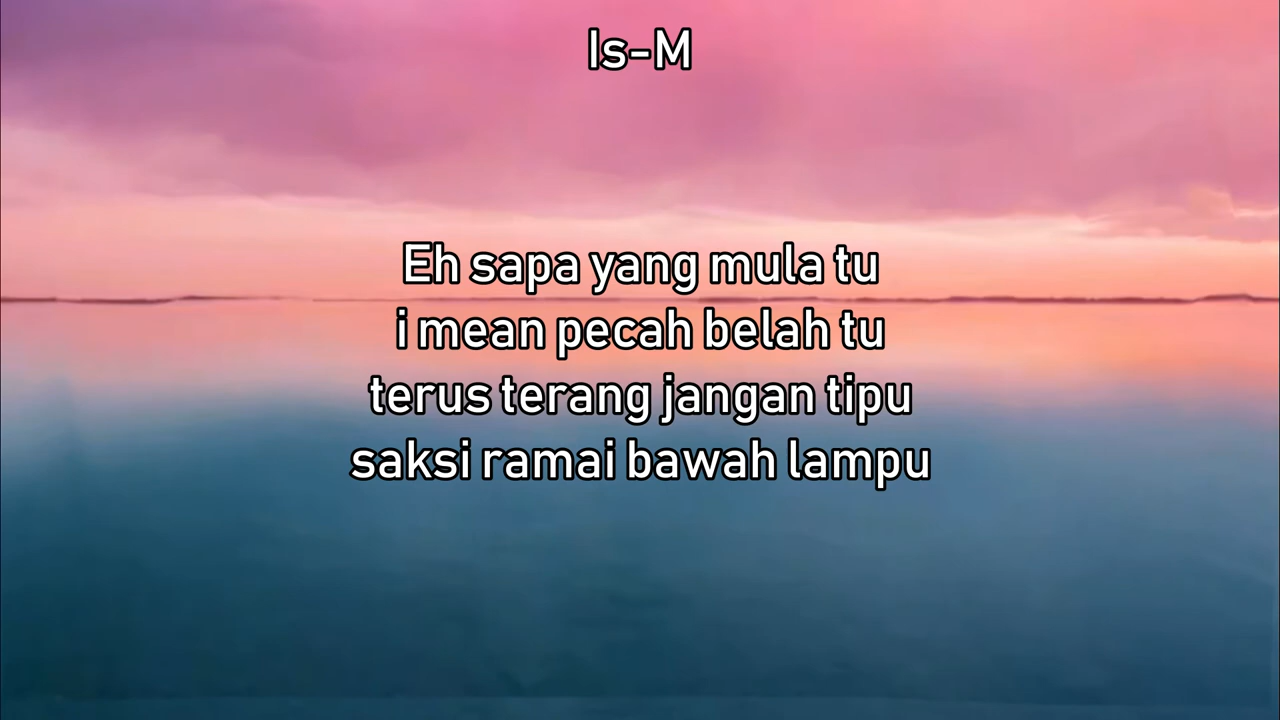 Is-M
Eh sapa yang mula tu
i mean pecah belah tu
terus terang jangan tipu
saksi ramai bawah lampu